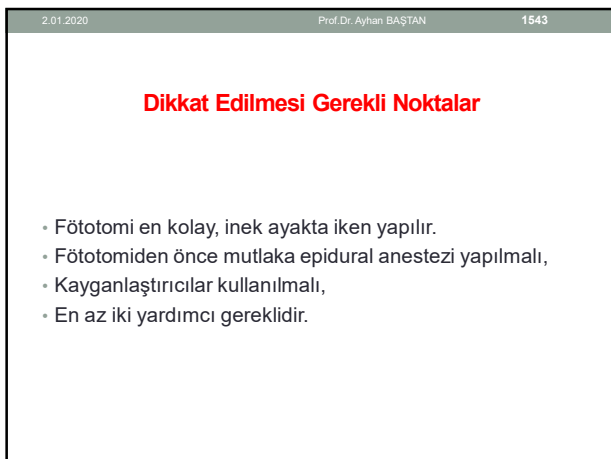 2.01.2020 Prof.Dr. Ayhan BAŞTAN 1543
Dikkat Edilmesi Gerekli Noktalar
• Fötotomi en kolay, inek ayakta iken yapılır.
• Fötotomiden önce mutlaka epidural anestezi yapılmalı,
• Kayganlaştırıcılar kullanılmalı,
• En az iki yardımcı gereklidir.